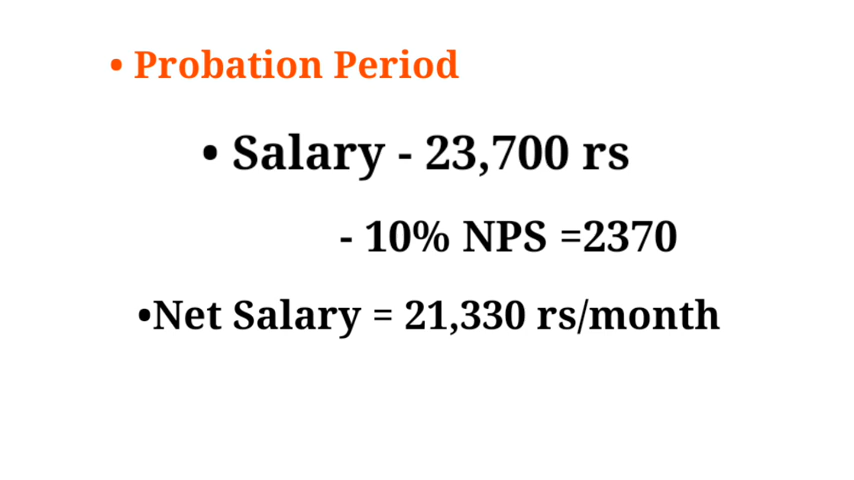 • Probation Period
• Salary - 23,700 rs
- 10% NPS =2370
•Net Salary = 21,330 rs/month